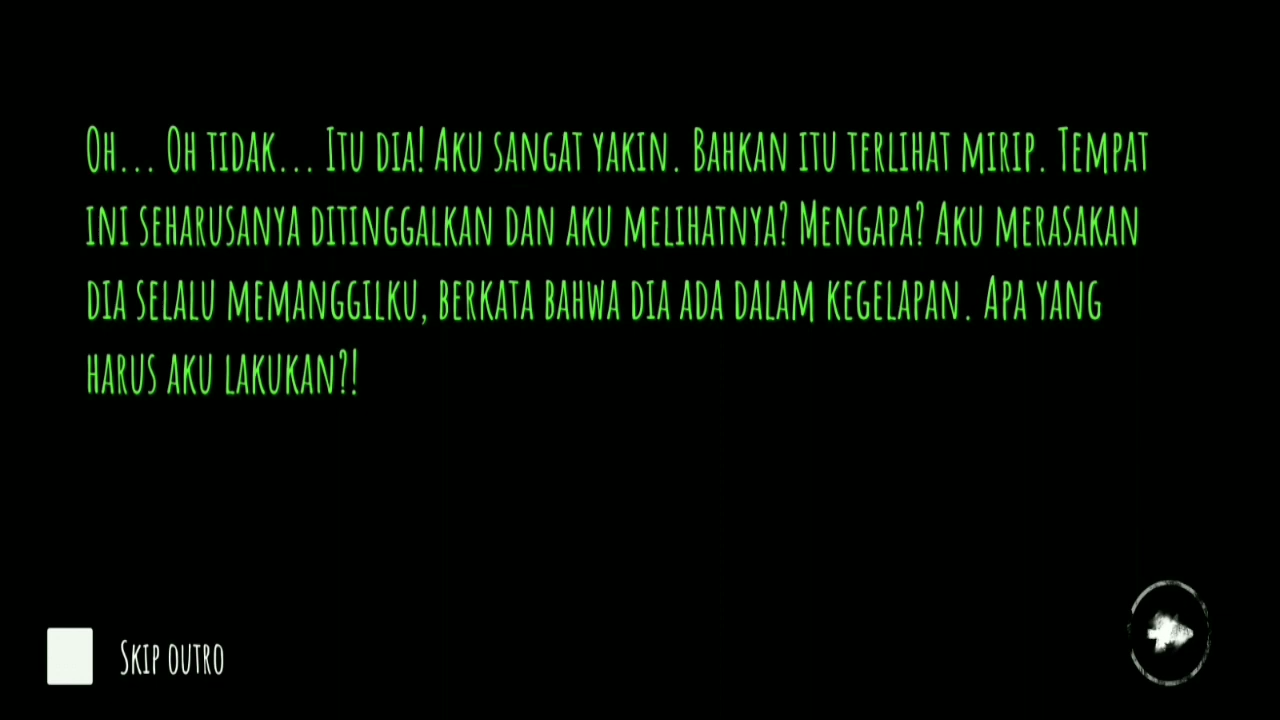 Oh... Oh tidak... Itu dia! Aku sangat yakin. Bahkan itu terlihat mirip. Tempat
ini seharusanya ditinggalkan dan aku melihatnya? Mengapa? Aku merasakan
dia selalu memanggilku, berkata bahwa dia ada dalam kegelapan. Apa yang
harus aku lakukan?!
Skip outro